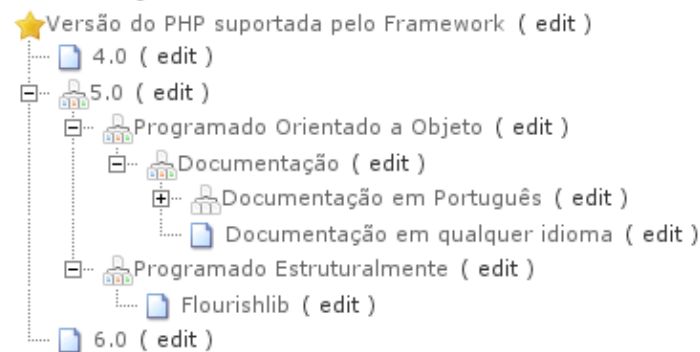 Versão do PHP suportada pelo Framework ( edit )
4.0 ( edit )
5.0 ( edit )
Programado Orientado a Objeto ( edit )
Documentação ( edit )
Documentação em Português ( edit )
Documentação em qualquer idioma ( edit )
Programado Estruturalmente ( edit )
Flourishlib ( edit )
6.0 ( edit )